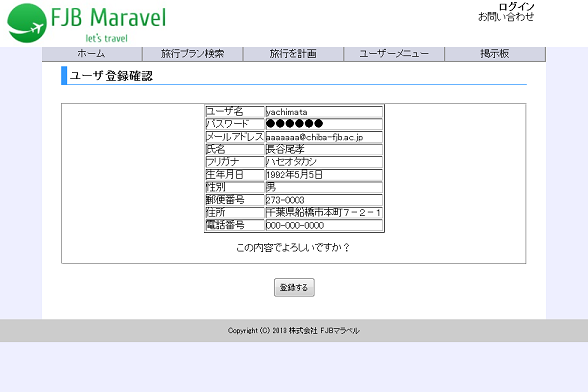 FJB Maravel
let's travel
ログイン
お問い合わせ
ホーム 旅行プラン検索 旅行を計画 ユーザーメニュー 掲示板
ユーザ登録確認
ユーザ名 yachimata
パスワード ●●●●●●
メールアドレス aaaaaaa@chiba-fjb.ac.jp
氏名 長谷尾孝
フリガナ ハセオタカシ
生年月日 1992年5月5日
性別 男
郵便番号 273-0003
住所 千葉県船橋市本町７－２－１
電話番号 000-000-0000
この内容でよろしいですか？
登録する
Copyright (C) 2013 株式会社 FJBマラベル